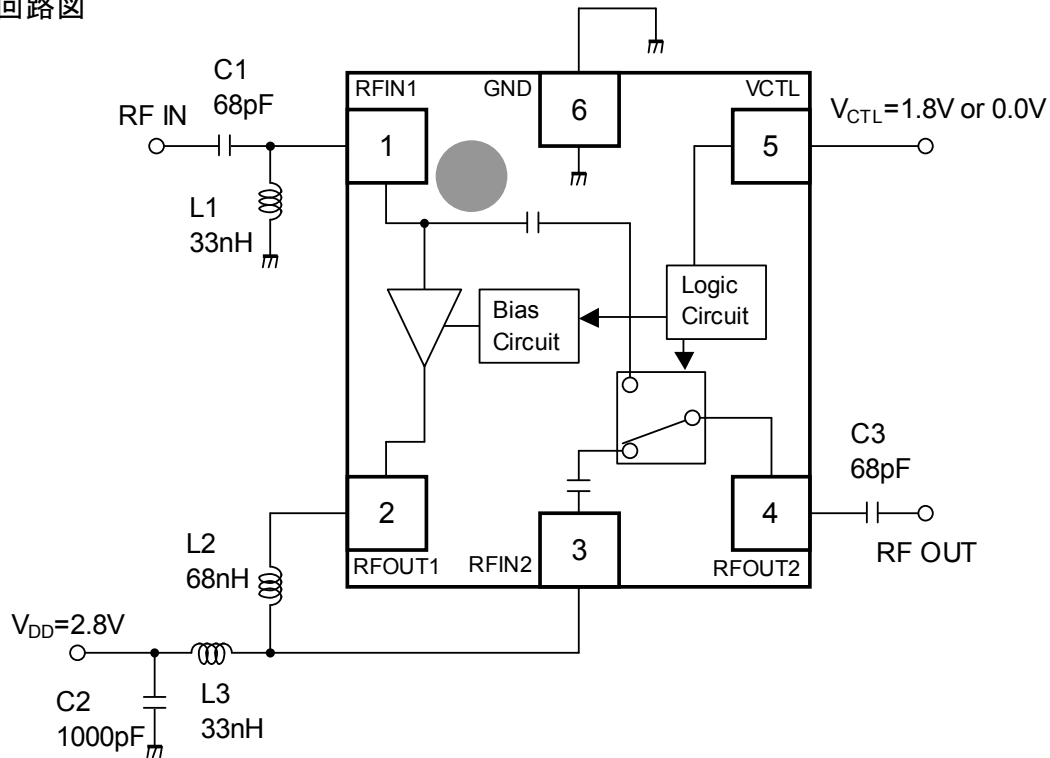 回路図
C1
68pF
RF IN
L1
33nH
RFIN1
GND
VCTL
1
6
5
V_CTL=1.8V or 0.0V
Bias
Circuit
Logic
Circuit
2
RFOUT1
RFIN2
3
4
RFOUT2
C3
68pF
RF OUT
L2
68nH
V_DD=2.8V
C2
1000pF
L3
33nH